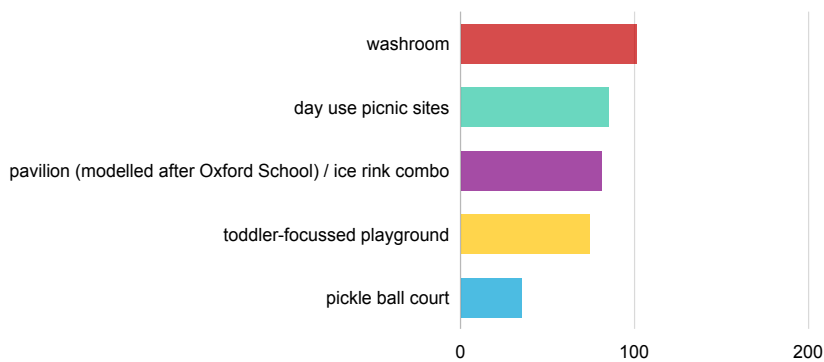 washroom
day use picnic sites
pavilion (modelled after Oxford School) / ice rink combo
toddler-focussed playground
pickle ball court
0 100 200